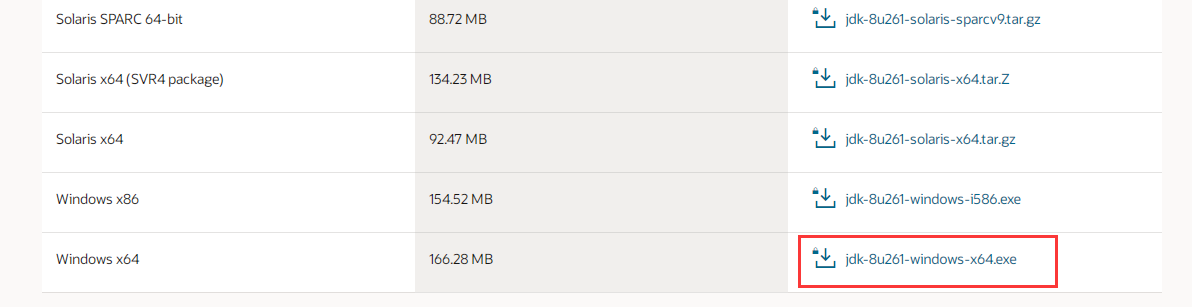 Solaris SPARC 64-bit 88.72 MB jdk-8u261-solaris-sparcv9.tar.gz
Solaris x64 (SVR4 package) 134.23 MB jdk-8u261-solaris-x64.tar.Z
Solaris x64 92.47 MB jdk-8u261-solaris-x64.tar.gz
Windows x86 154.52 MB jdk-8u261-windows-i586.exe
Windows x64 166.28 MB jdk-8u261-windows-x64.exe